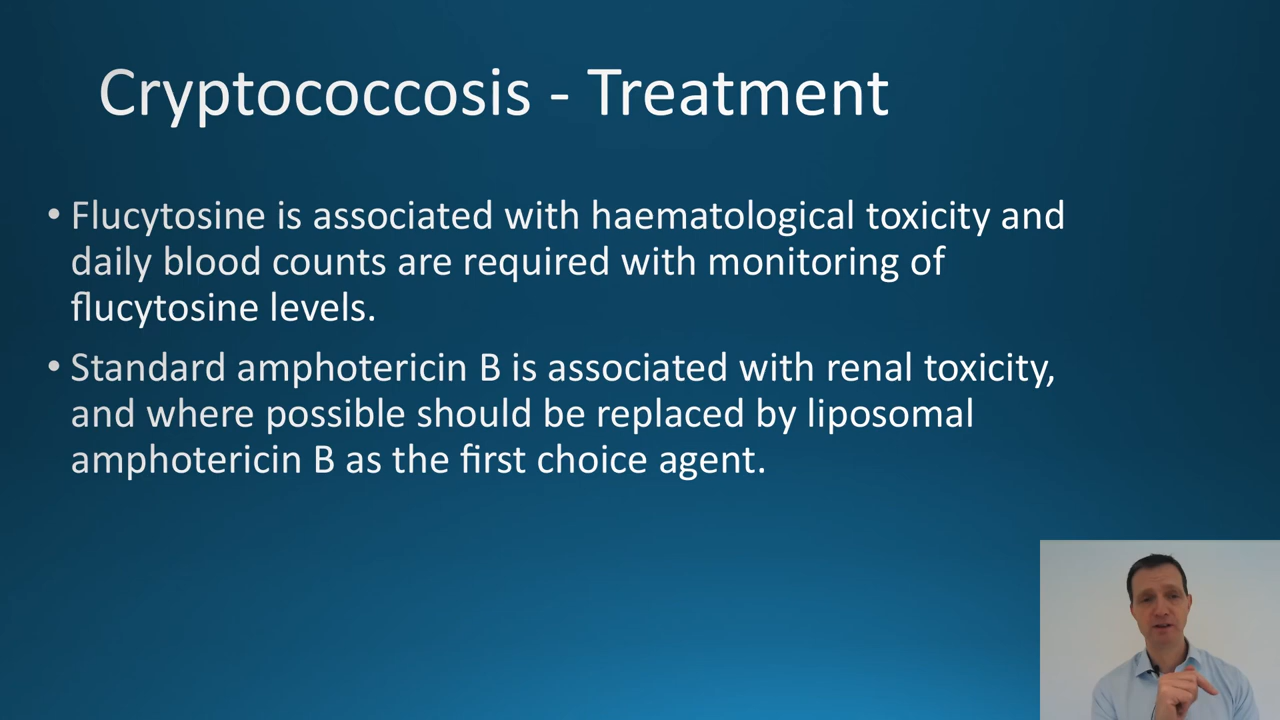 Cryptococcosis - Treatment
• Flucytosine is associated with haematological toxicity and
daily blood counts are required with monitoring of
flucytosine levels.
• Standard amphotericin B is associated with renal toxicity,
and where possible should be replaced by liposomal
amphotericin B as the first choice agent.